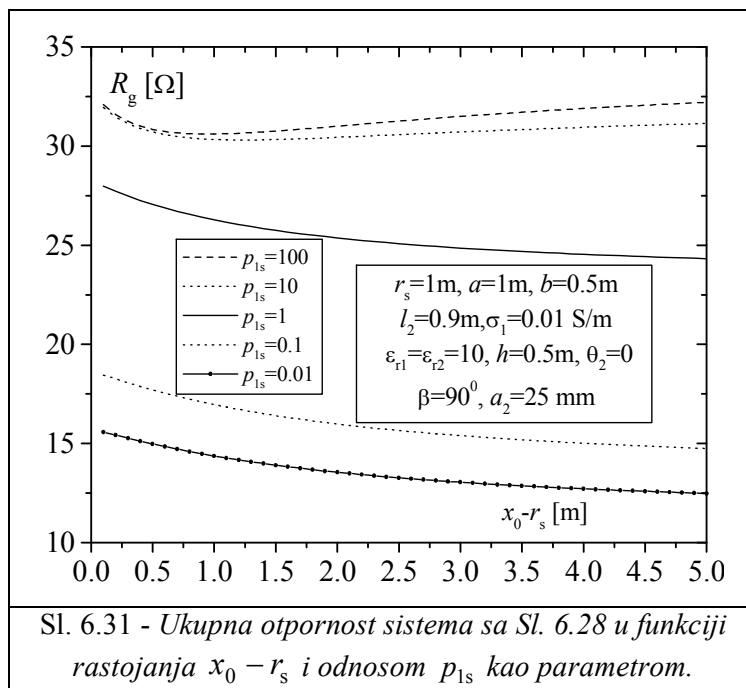 35
R_g [Ω]
30
25
20
15
10
p_1s=100
p_1s=10
p_1s=1
p_1s=0.1
p_1s=0.01
r_s=1m, a=1m, b=0.5m
l_2=0.9m,σ_1=0.01 S/m
ε_r1=ε_r2=10, h=0.5m, θ_2=0
β=90^0, a_2=25 mm
x_0-r_s [m]
0.0 0.5 1.0 1.5 2.0 2.5 3.0 3.5 4.0 4.5 5.0
Sl. 6.31 - Ukupna otpornost sistema sa Sl. 6.28 u funkciji
rastojanja x_0 − r_s i odnosom p_1s kao parametrom.